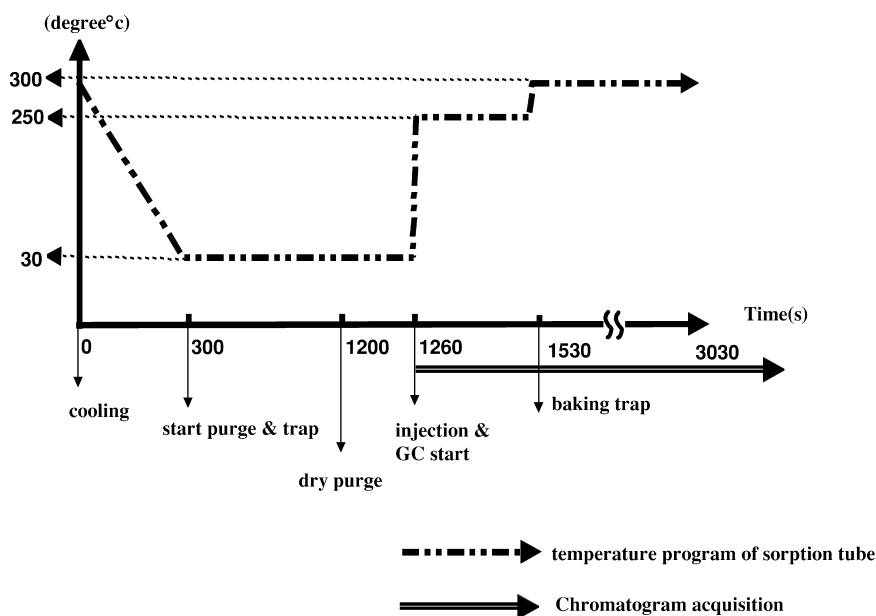 (degree°c)
300
250
30
Time(s)
0
300
1200
1260
1530
3030
cooling
start purge & trap
dry purge
injection &
GC start
baking trap
temperature program of sorption tube
Chromatogram acquisition